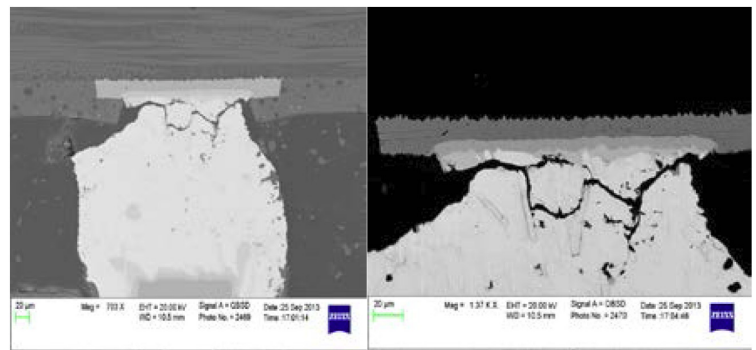 20 µm
Mag = 703 X
EHT = 20.00 kV
WD = 10.5 mm
Signal A = QBSD
Photo No. = 2469
Date :25 Sep 2013
Time :17:01:14
ZEISS
20 µm
Mag = 1.37 K X
EHT = 20.00 kV
WD = 10.5 mm
Signal A = QBSD
Photo No. = 2470
Date :25 Sep 2013
Time :17:04:46
ZEISS